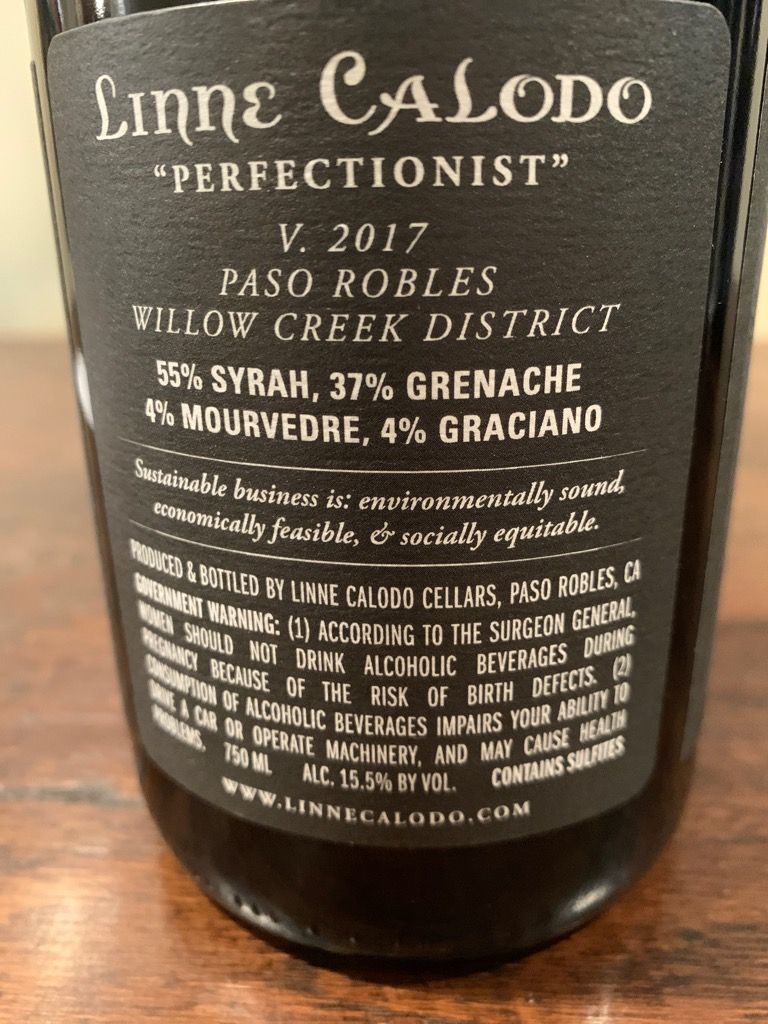 Linne Calodo
"PERFECTIONIST"
V. 2017
PASO ROBLES
WILLOW CREEK DISTRICT
55% SYRAH, 37% GRENACHE
4% MOURVEDRE, 4% GRACIANO
Sustainable business is: environmentally sound,
economically feasible, & socially equitable.
PRODUCED & BOTTLED BY LINNE CALODO CELLARS, PASO ROBLES, CA
GOVERNMENT WARNING: (1) ACCORDING TO THE SURGEON GENERAL,
WOMEN SHOULD NOT DRINK ALCOHOLIC BEVERAGES DURING
PREGNANCY BECAUSE OF THE RISK OF BIRTH DEFECTS. (2)
CONSUMPTION OF ALCOHOLIC BEVERAGES IMPAIRS YOUR ABILITY TO
DRIVE A CAR OR OPERATE MACHINERY, AND MAY CAUSE HEALTH
PROBLEMS. 750 ML ALC. 15.5% BY VOL. CONTAINS SULFITES
WWW.LINNECALODO.COM